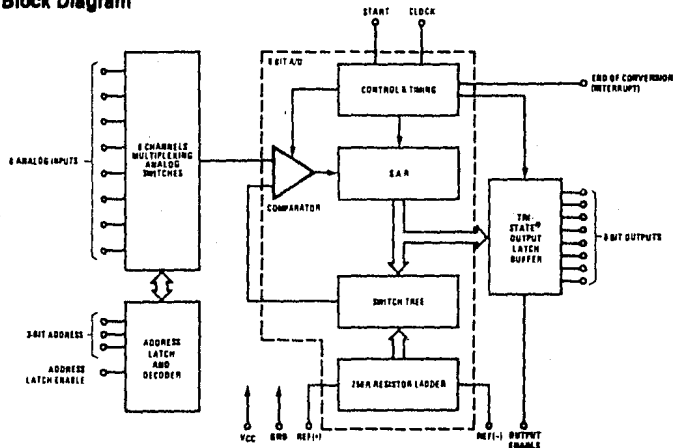 Block Diagram
START
CLOCK
8 BIT A/D
CONTROL & TIMING
END OF CONVERSION
(INTERRUPT)
8 ANALOG INPUTS
8 CHANNELS
MULTIPLEXING
ANALOG
SWITCHES
COMPARATOR
S.A.R.
TRI-
STATE®
OUTPUT
LATCH
BUFFER
8-BIT OUTPUTS
SWITCH TREE
3-BIT ADDRESS
ADDRESS
LATCH ENABLE
ADDRESS
LATCH
AND
DECODER
256R RESISTOR LADDER
VCC
GND
REF(+)
REF(-)
OUTPUT
ENABLE